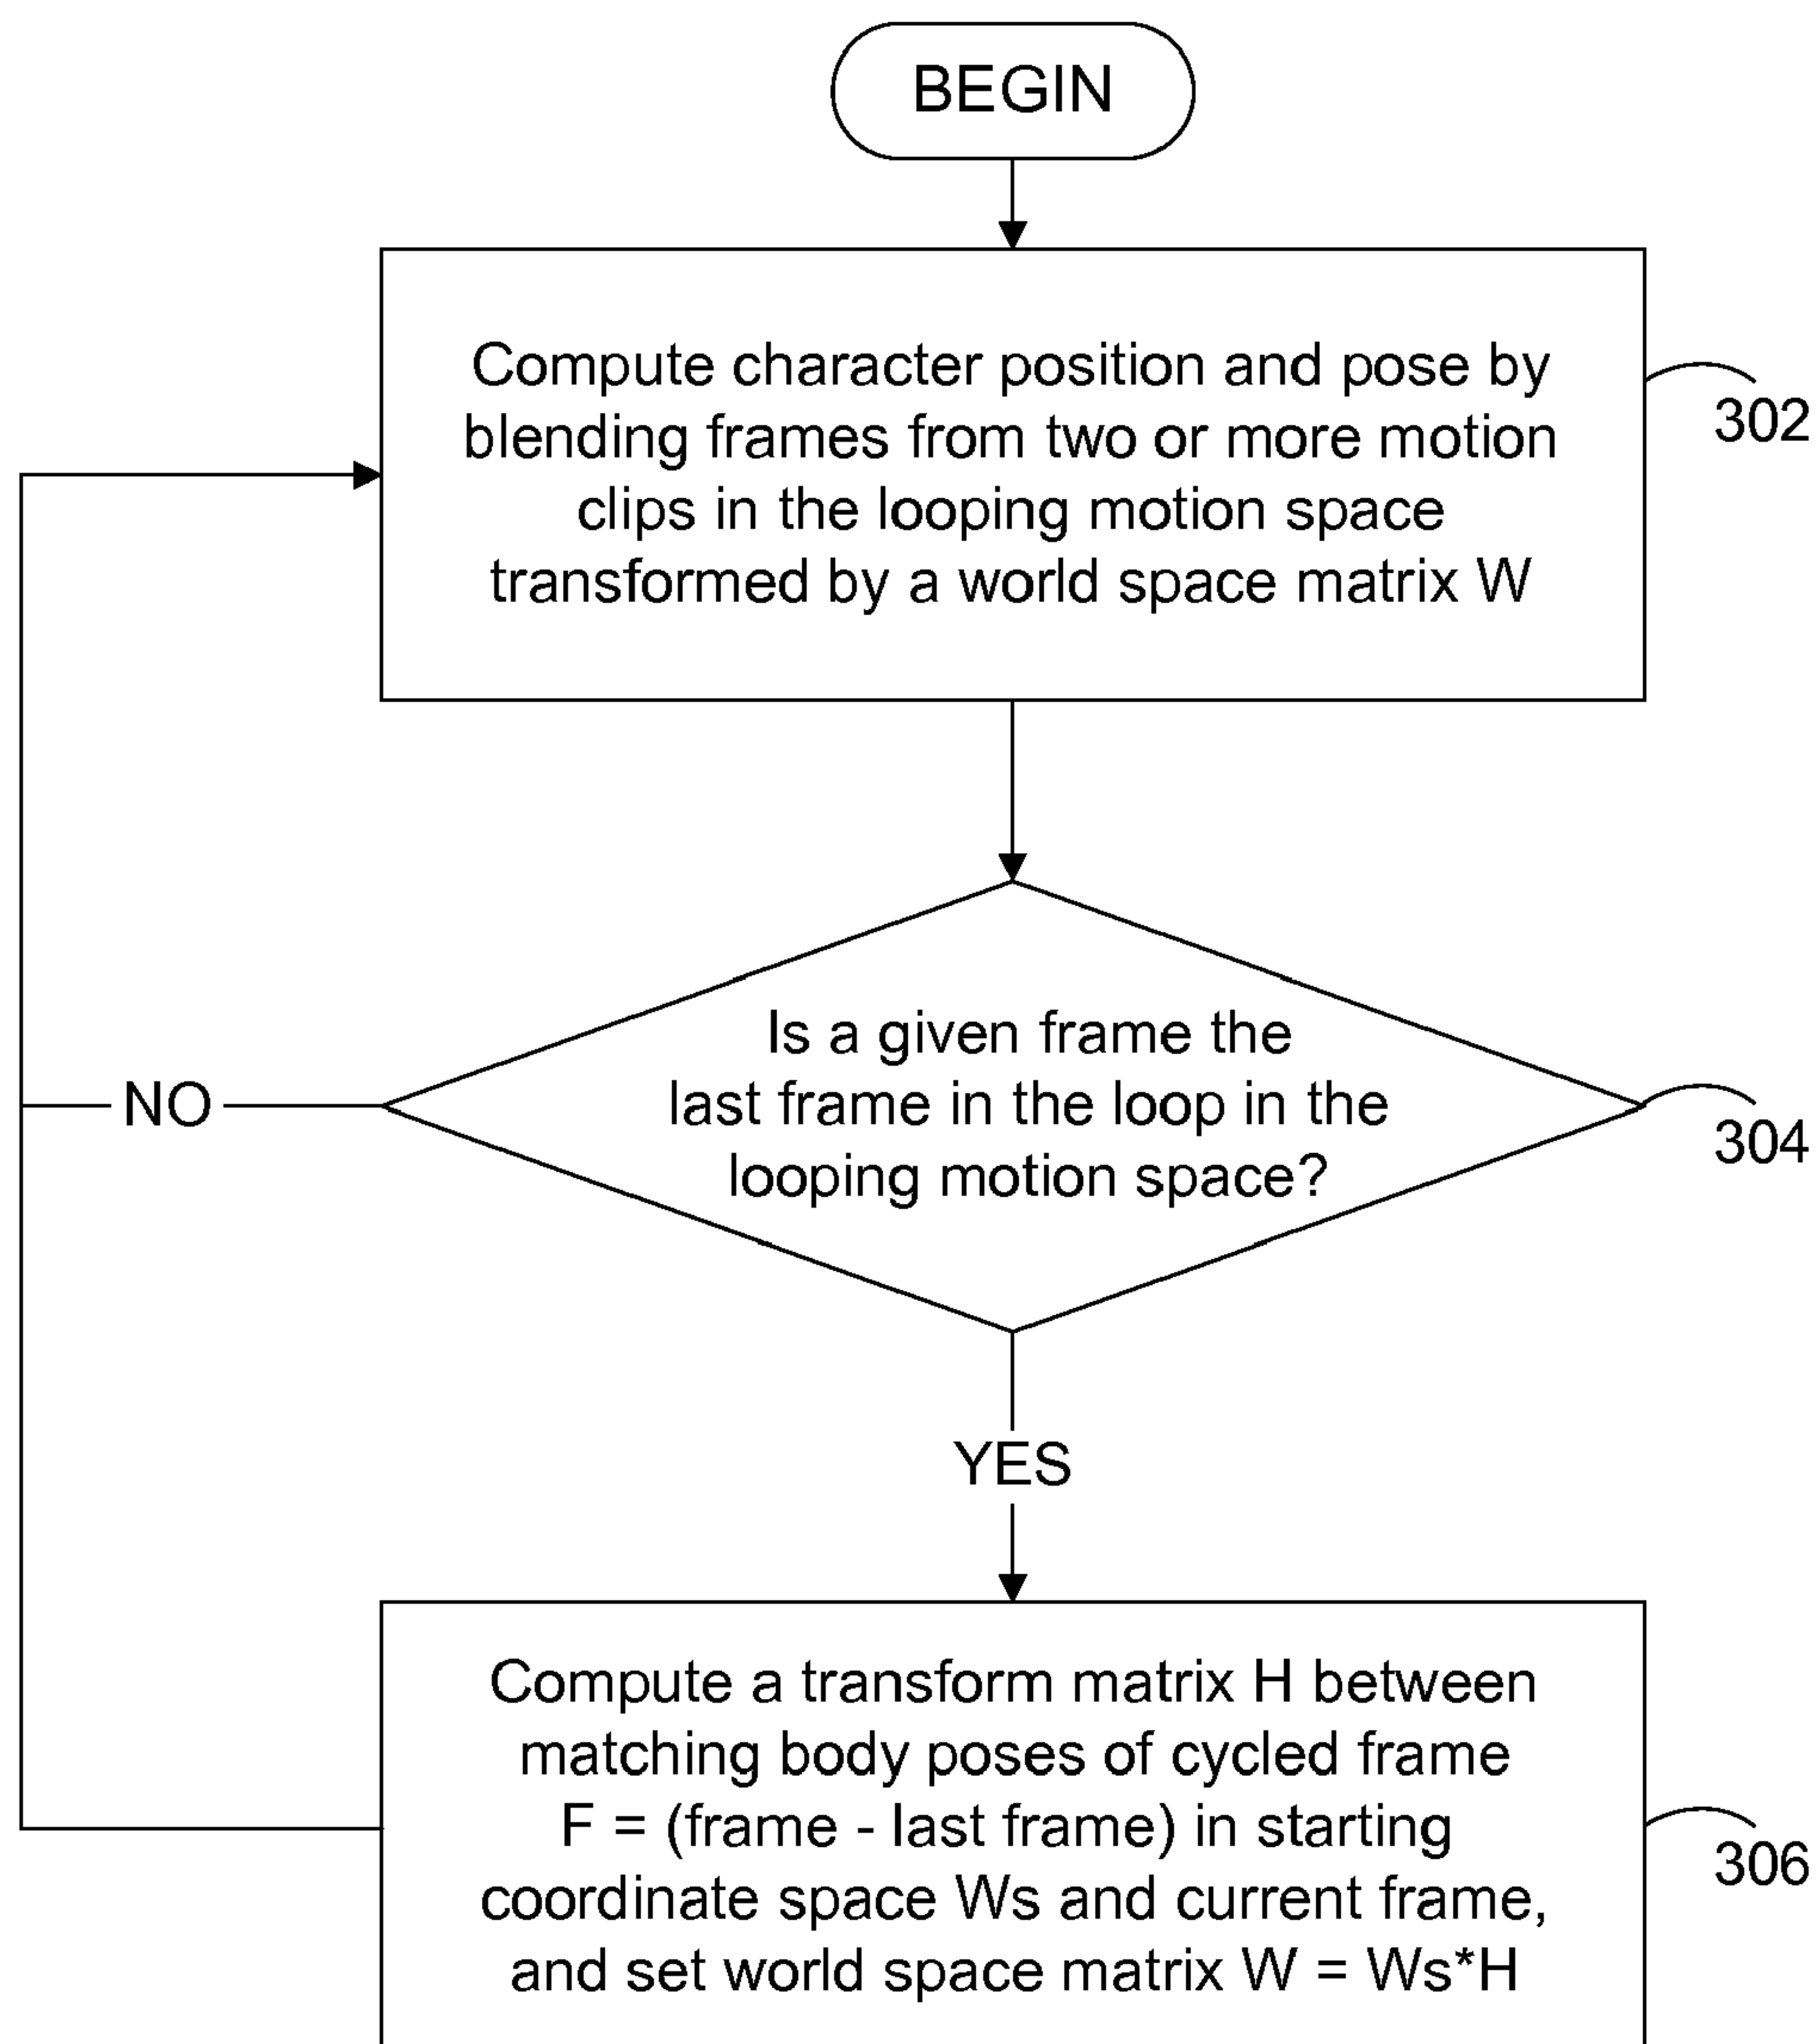 BEGIN
Compute character position and pose by
blending frames from two or more motion
clips in the looping motion space
transformed by a world space matrix W
302
Is a given frame the
last frame in the loop in the
looping motion space?
304
NO
YES
Compute a transform matrix H between
matching body poses of cycled frame
F = (frame - last frame) in starting
coordinate space Ws and current frame,
and set world space matrix W = Ws*H
306